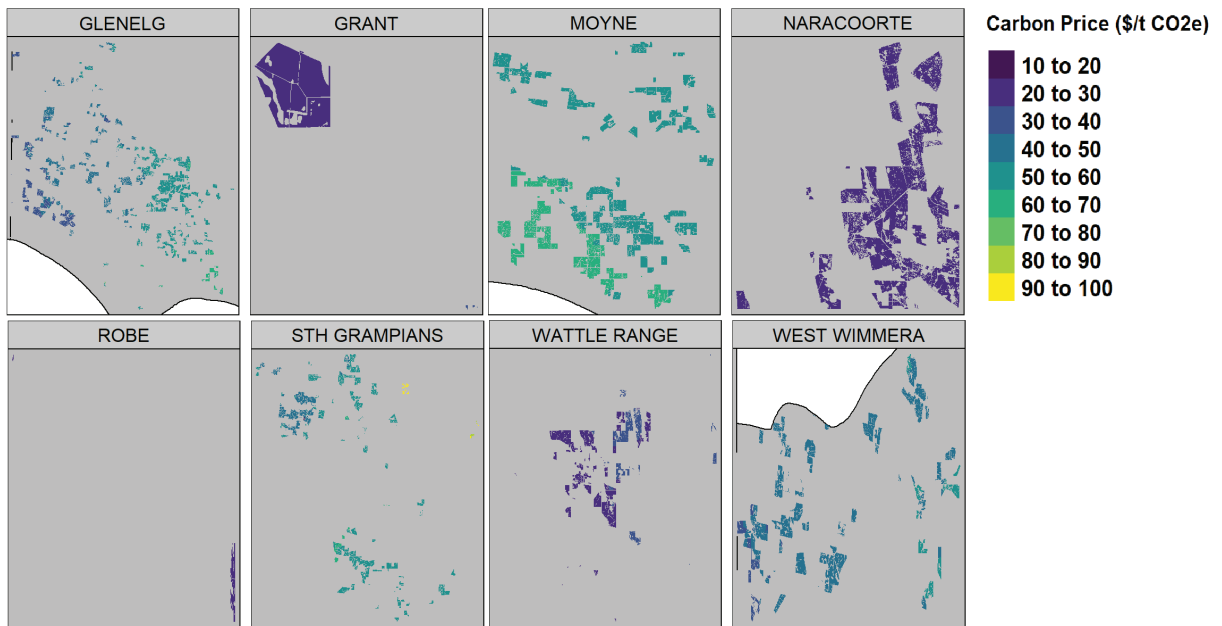 GLENELG
GRANT
MOYNE
NARACOORTE
Carbon Price ($/t CO2e)
10 to 20
20 to 30
30 to 40
40 to 50
50 to 60
60 to 70
70 to 80
80 to 90
90 to 100
ROBE
STH GRAMPIANS
WATTLE RANGE
WEST WIMMERA